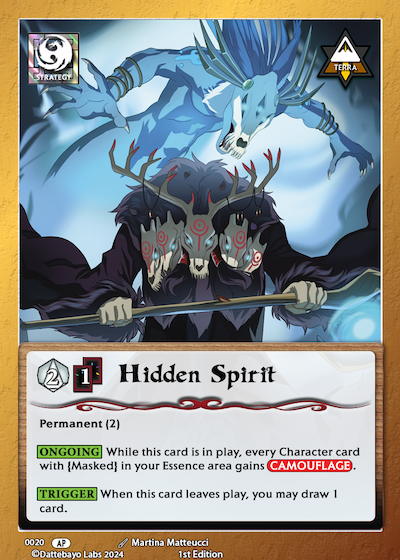 STRATEGY
TERRA
2 1 Hidden Spirit
Permanent (2)
ONGOING While this card is in play, every Character card
with {Masked} in your Essence area gains CAMOUFLAGE.
TRIGGER When this card leaves play, you may draw 1
card.
0020 AP Martina Matteucci
©Dattebayo Labs 2024 1st Edition